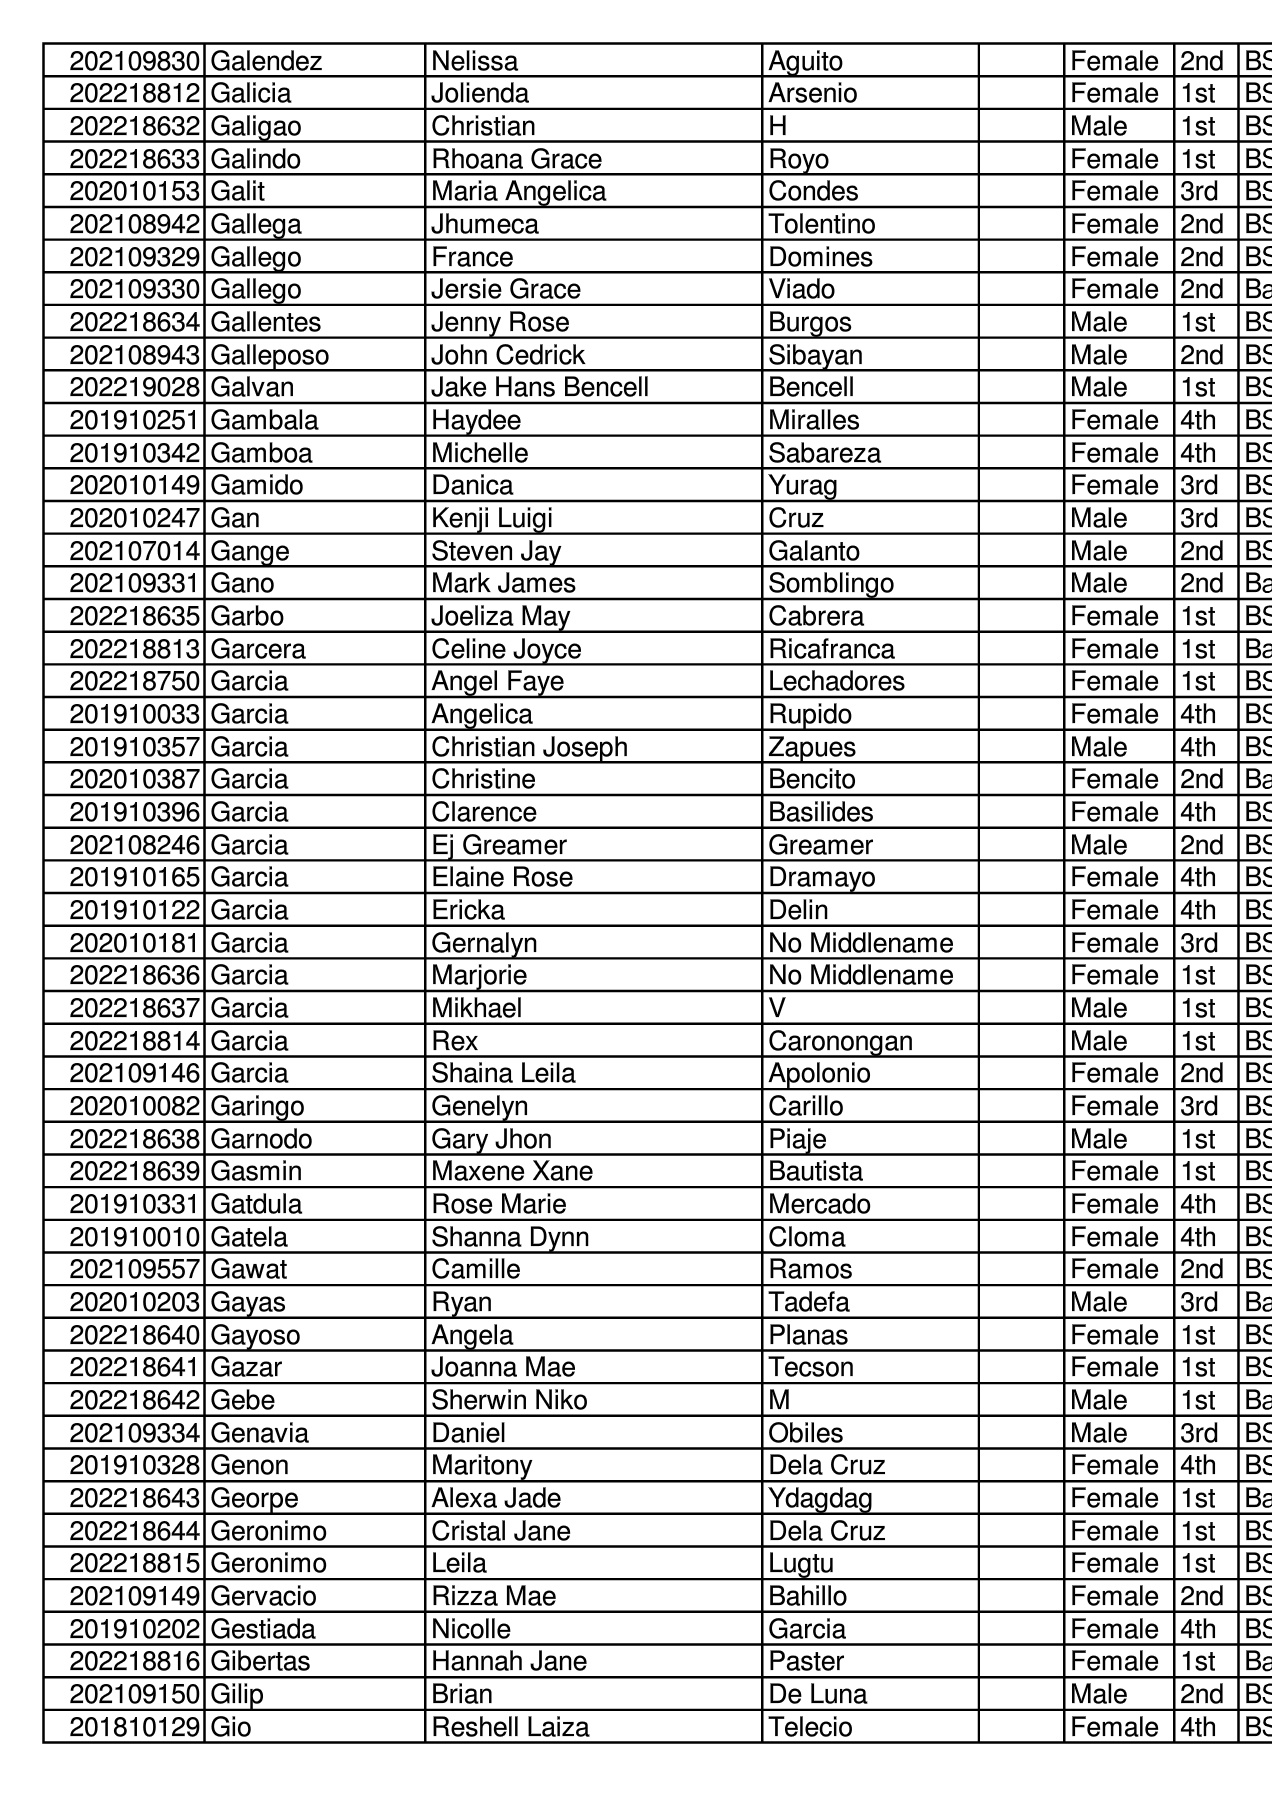 202109830 Galendez Nelissa Aguito Female 2nd BS
202218812 Galicia Jolienda Arsenio Female 1st BS
202218632 Galigao Christian H Male 1st BS
202218633 Galindo Rhoana Grace Royo Female 1st BS
202010153 Galit Maria Angelica Condes Female 3rd BS
202108942 Gallega Jhumeca Tolentino Female 2nd BS
202109329 Gallego France Domines Female 2nd BS
202109330 Gallego Jersie Grace Viado Female 2nd Ba
202218634 Gallentes Jenny Rose Burgos Male 1st BS
202108943 Galleposo John Cedrick Sibayan Male 2nd BS
202219028 Galvan Jake Hans Bencell Bencell Male 1st BS
201910251 Gambala Haydee Miralles Female 4th BS
201910342 Gamboa Michelle Sabareza Female 4th BS
202010149 Gamido Danica Yurag Female 3rd BS
202010247 Gan Kenji Luigi Cruz Male 3rd BS
202107014 Gange Steven Jay Galanto Male 2nd BS
202109331 Gano Mark James Somblingo Male 2nd Ba
202218635 Garbo Joeliza May Cabrera Female 1st BS
202218813 Garcera Celine Joyce Ricafranca Female 1st Ba
202218750 Garcia Angel Faye Lechadores Female 1st BS
201910033 Garcia Angelica Rupido Female 4th BS
201910357 Garcia Christian Joseph Zapues Male 4th BS
202010387 Garcia Christine Bencito Female 2nd Ba
201910396 Garcia Clarence Basilides Female 4th BS
202108246 Garcia Ej Greamer Greamer Male 2nd BS
201910165 Garcia Elaine Rose Dramayo Female 4th BS
201910122 Garcia Ericka Delin Female 4th BS
202010181 Garcia Gernalyn No Middlename Female 3rd BS
202218636 Garcia Marjorie No Middlename Female 1st BS
202218637 Garcia Mikhael V Male 1st BS
202218814 Garcia Rex Caronongan Male 1st BS
202109146 Garcia Shaina Leila Apolonio Female 2nd BS
202010082 Garingo Genelyn Carillo Female 3rd BS
202218638 Garnodo Gary Jhon Piaje Male 1st BS
202218639 Gasmin Maxene Xane Bautista Female 1st BS
201910331 Gatdula Rose Marie Mercado Female 4th BS
201910010 Gatela Shanna Dynn Cloma Female 4th BS
202109557 Gawat Camille Ramos Female 2nd BS
202010203 Gayas Ryan Tadefa Male 3rd Ba
202218640 Gayoso Angela Planas Female 1st BS
202218641 Gazar Joanna Mae Tecson Female 1st BS
202218642 Gebe Sherwin Niko M Male 1st Ba
202109334 Genavia Daniel Obiles Male 3rd BS
201910328 Genon Maritony Dela Cruz Female 4th BS
202218643 Georpe Alexa Jade Ydagdag Female 1st Ba
202218644 Geronimo Cristal Jane Dela Cruz Female 1st BS
202218815 Geronimo Leila Lugtu Female 1st BS
202109149 Gervacio Rizza Mae Bahillo Female 2nd BS
201910202 Gestiada Nicolle Garcia Female 4th BS
202218816 Gibertas Hannah Jane Paster Female 1st Ba
202109150 Gilip Brian De Luna Male 2nd BS
201810129 Gio Reshell Laiza Telecio Female 4th BS